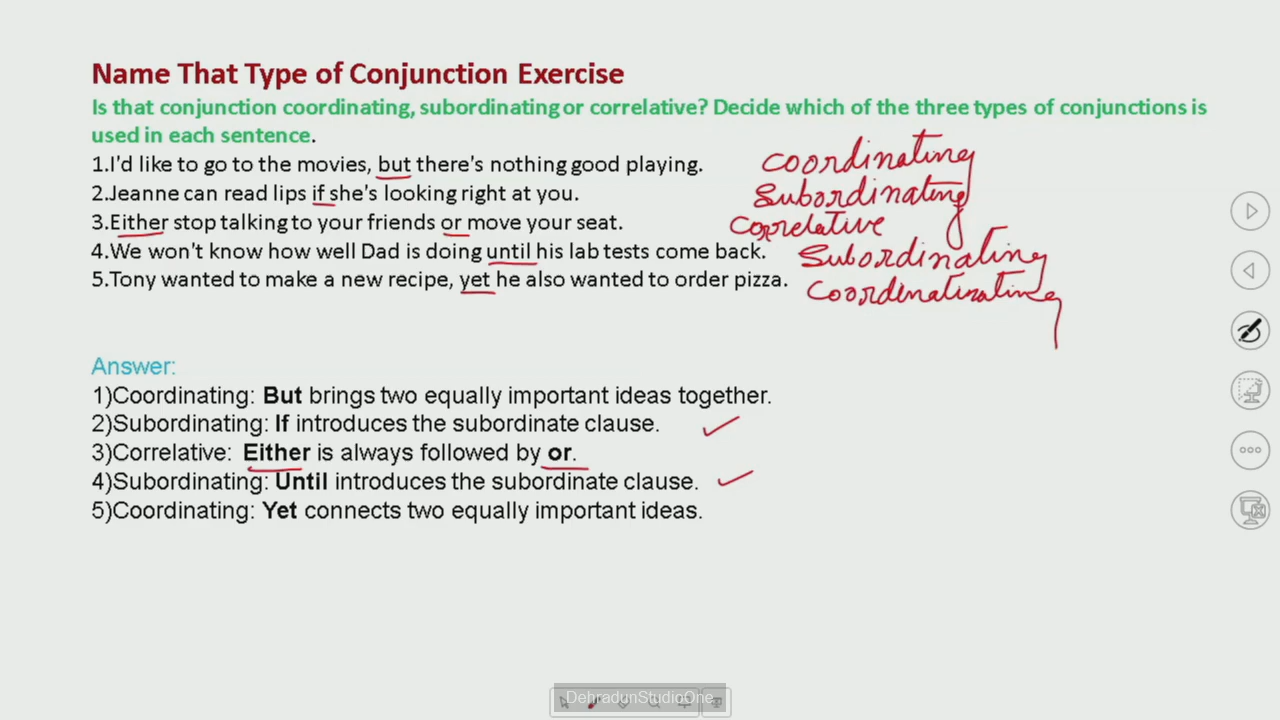 Name That Type of Conjunction Exercise
Is that conjunction coordinating, subordinating or correlative? Decide which of the three types of conjunctions is
used in each sentence.
1.I'd like to go to the movies, but there's nothing good playing. coordinating
2.Jeanne can read lips if she's looking right at you. Subordinating
3.Either stop talking to your friends or move your seat. Correlative
4.We won't know how well Dad is doing until his lab tests come back. Subordinating
5.Tony wanted to make a new recipe, yet he also wanted to order pizza.
Answer:
1)Coordinating: But brings two equally important ideas together.
2)Subordinating: If introduces the subordinate clause.
3)Correlative: Either is always followed by or.
4)Subordinating: Until introduces the subordinate clause.
5)Coordinating: Yet connects two equally important ideas.
DehradunStudioOne